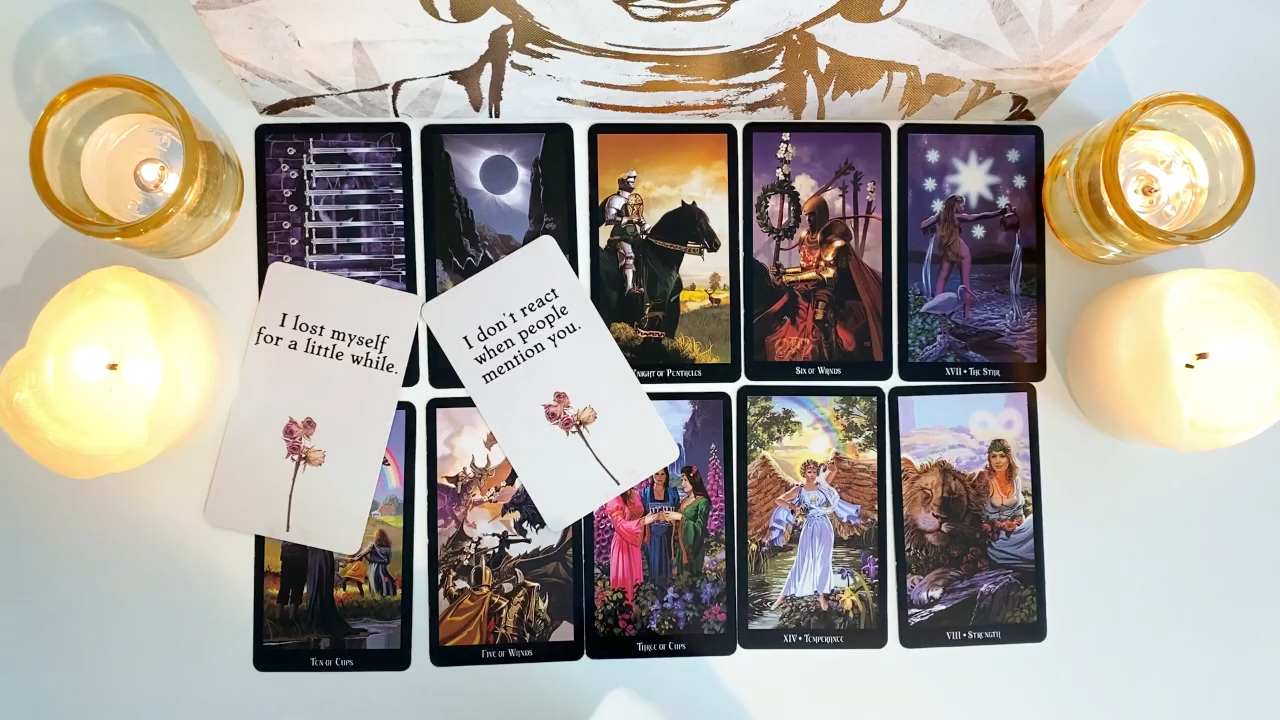 KNIGHT OF PENTACLES
SIX OF WANDS
XVII • THE STAR
I lost myself
for a little while.
I don't react
when people
mention you.
TEN OF CUPS
FIVE OF WANDS
THREE OF CUPS
XIV • TEMPERANCE
VIII • STRENGTH